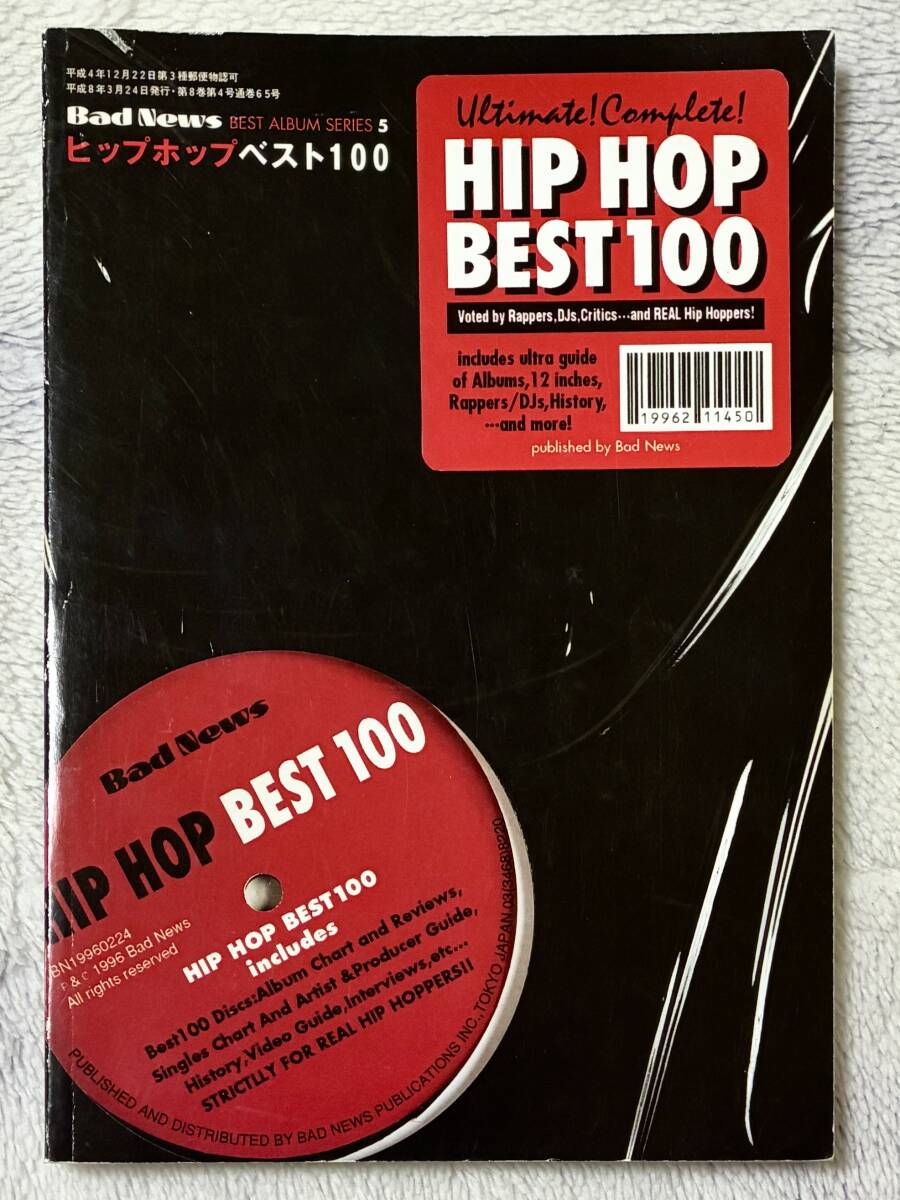 平成4年12月22日第3種郵便物認可
平成8年3月24日発行・第8巻第4号通巻65号
Bad News BEST ALBUM SERIES 5
ヒップホップベスト100
Ultimate! Complete!
HIP HOP
BEST 100
Voted by Rappers,DJs,Critics…and REAL Hip Hoppers!
includes ultra guide
of Albums,12 inches,
Rappers/DJs,History,
…and more!
19962 11450
published by Bad News
Bad News
HIP HOP BEST 100
BN19960224
P & C 1996 Bad News
All rights reserved
HIP HOP BEST100
includes
Best100 Discs:Album Chart and Reviews,
Singles Chart And Artist &Producer Guide,
History,Video Guide,Interviews,etc…
STRICTLLY FOR REAL HIP HOPPERS!!
PUBLISHED AND DISTRIBUTED BY BAD NEWS PUBLICATIONS INC., TOKYO JAPAN.03(3468)8220